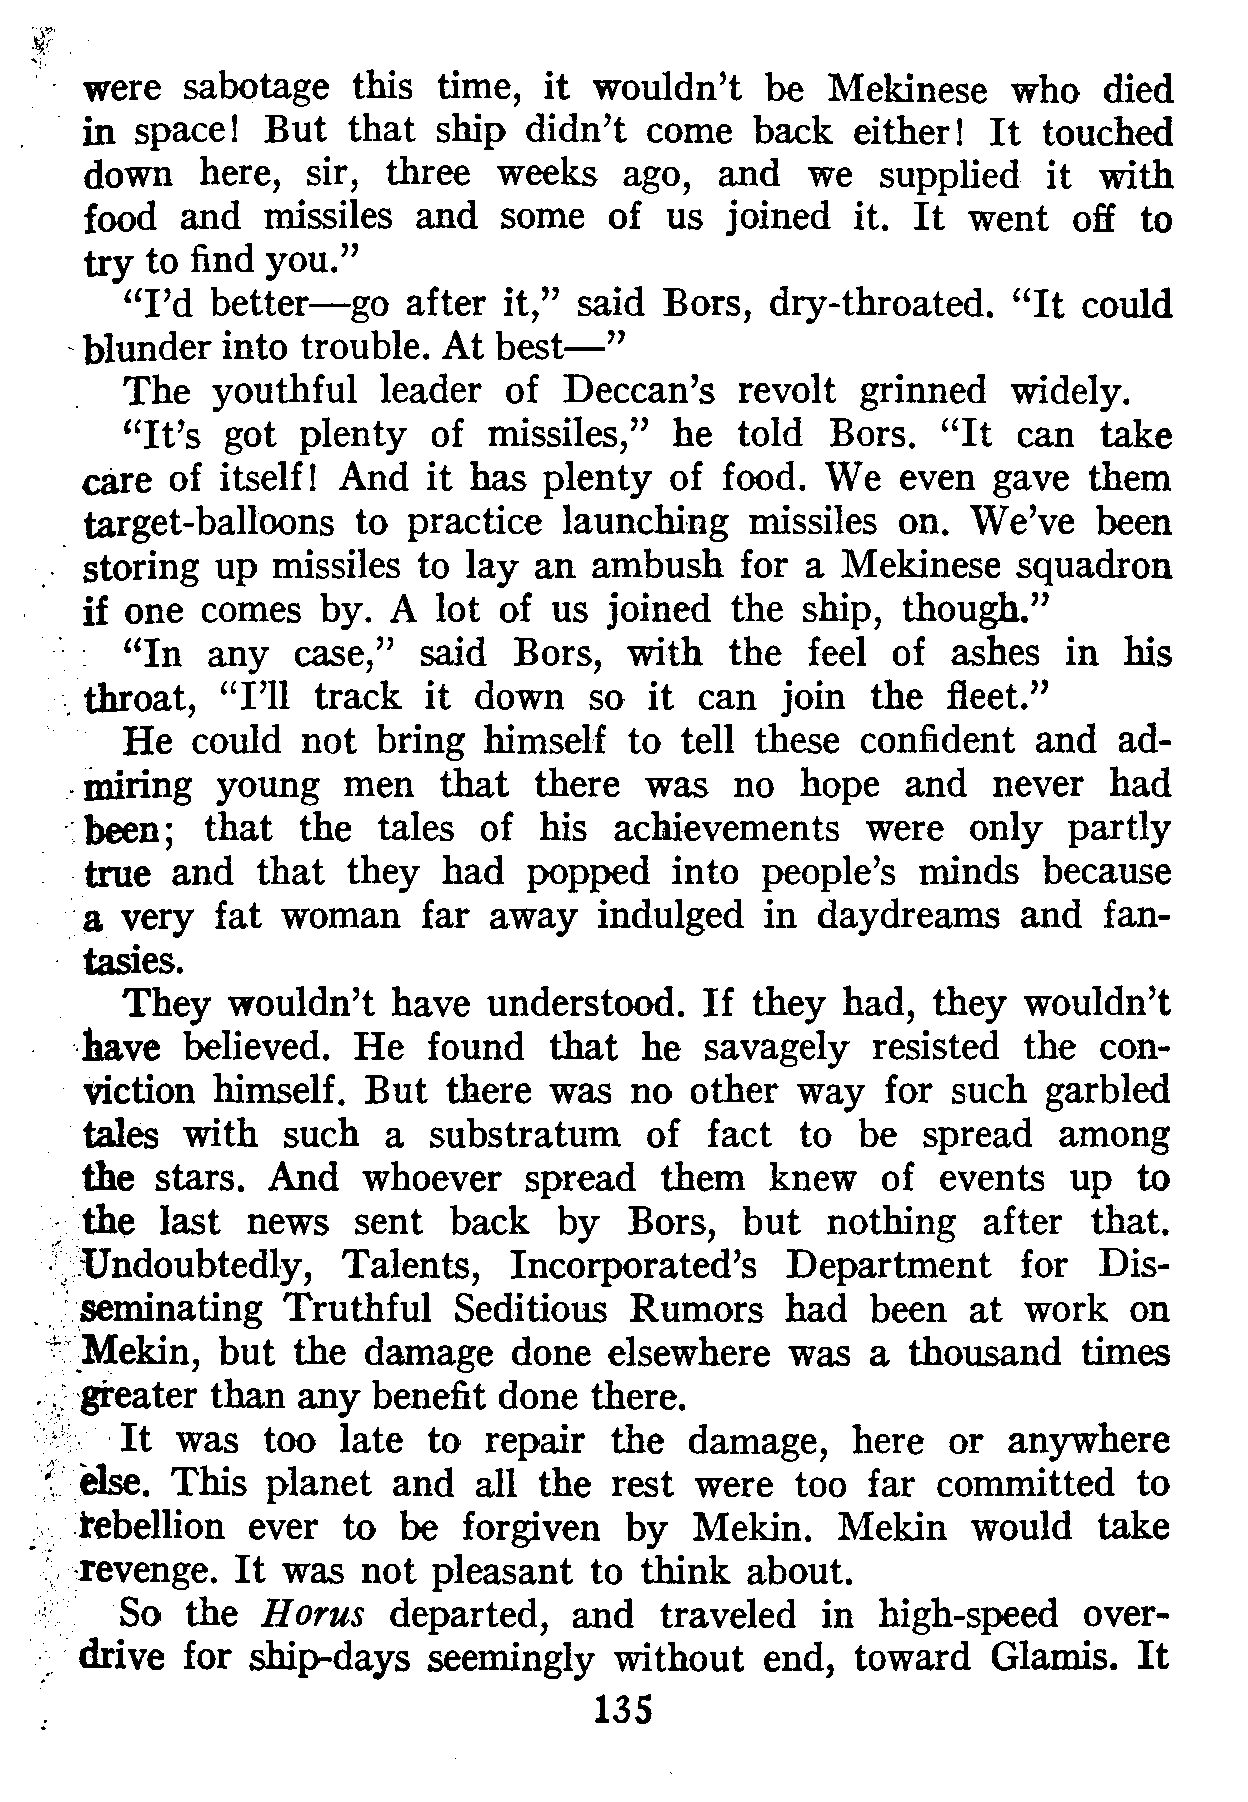 were sabotage this time, it wouldn't be Mekinese who died
in space! But that ship didn't come back either! It touched
down here, sir, three weeks ago, and we supplied it with
food and missiles and some of us joined it. It went off to
try to find you.”
“I'd better—go after it,” said Bors, dry-throated. “It could
blunder into trouble. At best—”
The youthful leader of Deccan's revolt grinned widely.
“It's got plenty of missiles,” he told Bors. “It can take
care of itself! And it has plenty of food. We even gave them
target-balloons to practice launching missiles on. We've been
storing up missiles to lay an ambush for a Mekinese squadron
if one comes by. A lot of us joined the ship, though.”
“In any case,” said Bors, with the feel of ashes in his
throat, “I'll track it down so it can join the fleet.”
He could not bring himself to tell these confident and ad-
miring young men that there was no hope and never had
been; that the tales of his achievements were only partly
true and that they had popped into people's minds because
a very fat woman far away indulged in daydreams and fan-
tasies.
They wouldn't have understood. If they had, they wouldn't
have believed. He found that he savagely resisted the con-
viction himself. But there was no other way for such garbled
tales with such a substratum of fact to be spread among
the stars. And whoever spread them knew of events up to
the last news sent back by Bors, but nothing after that.
Undoubtedly, Talents, Incorporated's Department for Dis-
seminating Truthful Seditious Rumors had been at work on
Mekin, but the damage done elsewhere was a thousand times
greater than any benefit done there.
It was too late to repair the damage, here or anywhere
else. This planet and all the rest were too far committed to
rebellion ever to be forgiven by Mekin. Mekin would take
revenge. It was not pleasant to think about.
So the Horus departed, and traveled in high-speed over-
drive for ship-days seemingly without end, toward Glamis. It
135